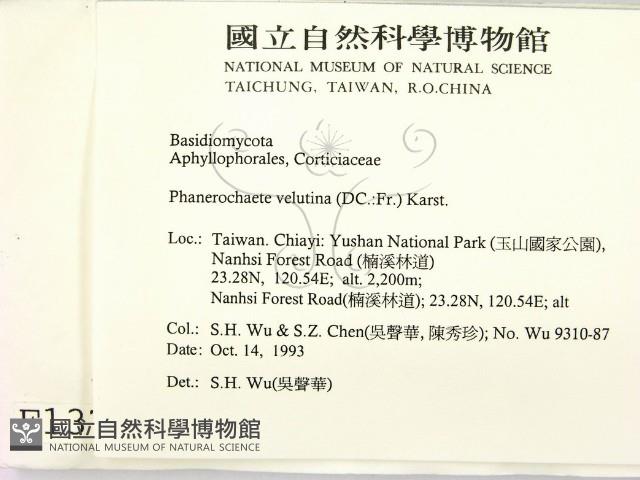 國立自然科學博物館
NATIONAL MUSEUM OF NATURAL SCIENCE
TAICHUNG, TAIWAN, R.O.CHINA
Basidiomycota
Aphyllophorales, Corticiaceae
Phanerochaete velutina (DC.:Fr.) Karst.
Loc.: Taiwan. Chiayi: Yushan National Park (玉山國家公園),
Nanhsi Forest Road (楠溪林道)
23.28N, 120.54E; alt. 2,200m;
Nanhsi Forest Road(楠溪林道); 23.28N, 120.54E; alt
Col.: S.H. Wu & S.Z. Chen(吳聲華, 陳秀珍); No. Wu 9310-87
Date: Oct. 14, 1993
Det.: S.H. Wu(吳聲華)
國立自然科學博物館
NATIONAL MUSEUM OF NATURAL SCIENCE